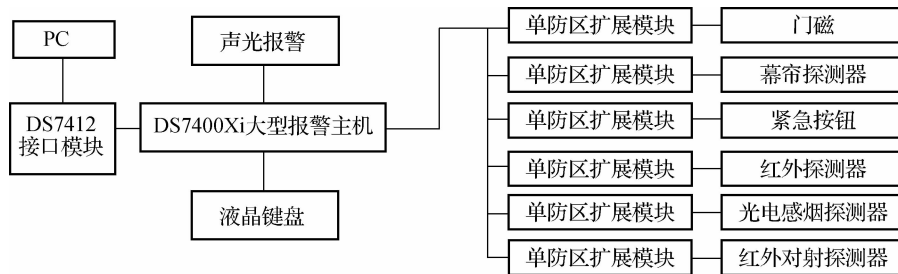 PC
声光报警
DS7412
接口模块
DS7400Xi大型报警主机
液晶键盘
单防区扩展模块
门磁
单防区扩展模块
幕帘探测器
单防区扩展模块
紧急按钮
单防区扩展模块
红外探测器
单防区扩展模块
光电感烟探测器
单防区扩展模块
红外对射探测器